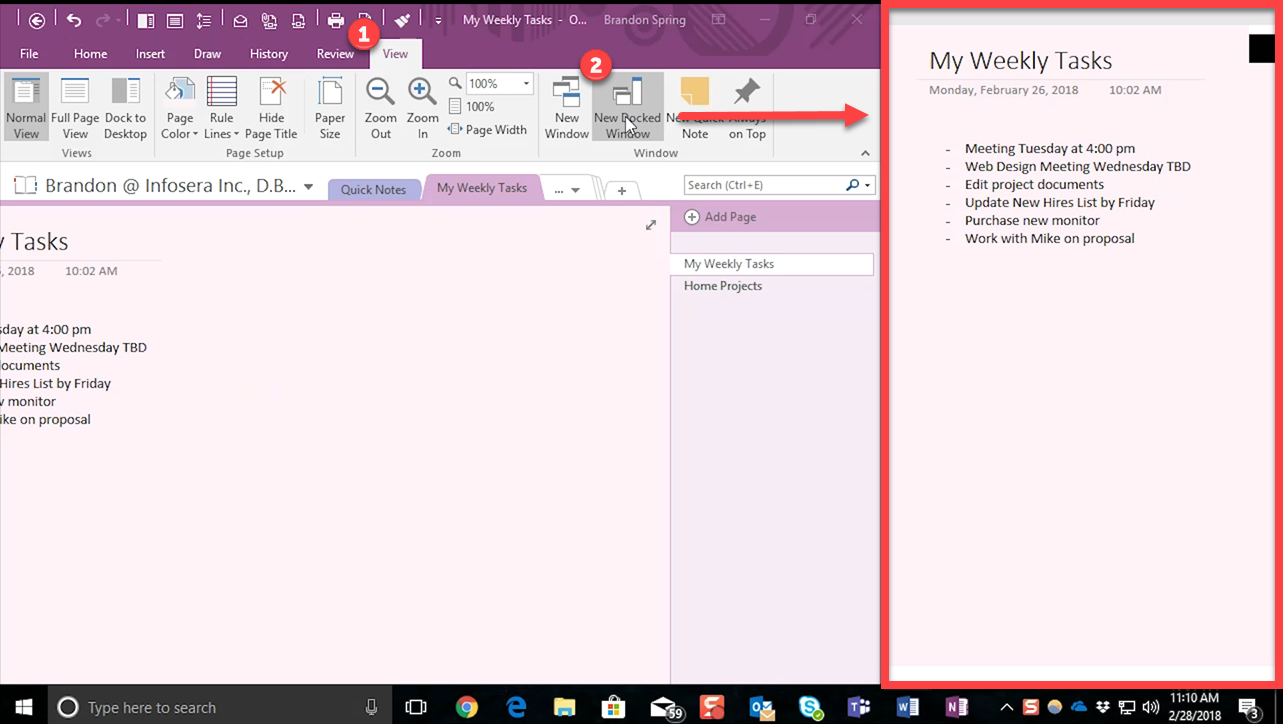 My Weekly Tasks - O...
Brandon Spring
1
File Home Insert Draw History Review View
2
Normal View
Full Page View
Dock to Desktop
Page Color
Rule Lines
Hide Page Title
Paper Size
Zoom Out
Zoom In
100%
100%
Page Width
New Window
New Docked Window
New Quick Note
Always on Top
Views
Page Setup
Zoom
Window
Brandon @ Infosera Inc., D.B...
Quick Notes
My Weekly Tasks
...
Search (Ctrl+E)
Tasks
2018 10:02 AM
sday at 4:00 pm
Meeting Wednesday TBD
ocuments
Hires List by Friday
monitor
ike on proposal
Add Page
My Weekly Tasks
Home Projects
My Weekly Tasks
Monday, February 26, 2018 10:02 AM
- Meeting Tuesday at 4:00 pm
- Web Design Meeting Wednesday TBD
- Edit project documents
- Update New Hires List by Friday
- Purchase new monitor
- Work with Mike on proposal
Type here to search
59
11:10 AM
2/28/2018
3